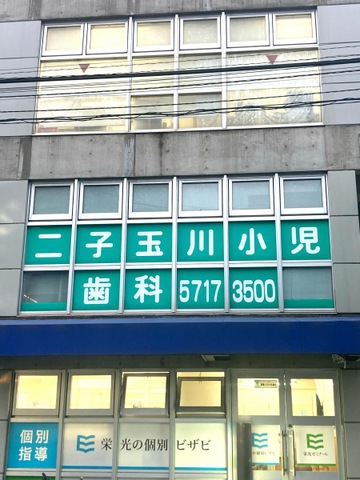 二子玉川小児
歯科 5717 3500
個別
指導
栄光の個別 ビザビ
栄光ゼミナール